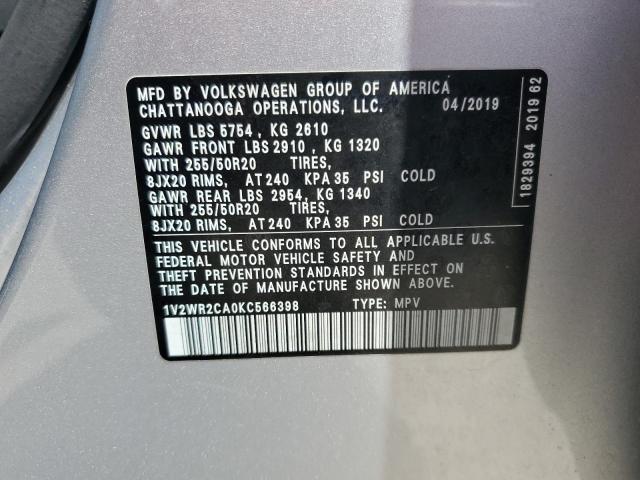 MFD BY VOLKSWAGEN GROUP OF AMERICA
CHATTANOOGA OPERATIONS, LLC. 04/2019
GVWR LBS 5754 , KG 2610
GAWR FRONT LBS 2910 , KG 1320
WITH 255/50R20 TIRES,
8JX20 RIMS, AT 240 KPA 35 PSI COLD
GAWR REAR LBS 2954, KG 1340
WITH 255/50R20 TIRES,
8JX20 RIMS, AT 240 KPA 35 PSI COLD
THIS VEHICLE CONFORMS TO ALL APPLICABLE U.S.
FEDERAL MOTOR VEHICLE SAFETY AND
THEFT PREVENTION STANDARDS IN EFFECT ON
THE DATE OF MANUFACTURE SHOWN ABOVE.
1V2WR2CA0KC566398 TYPE: MPV
1829394 2019 62